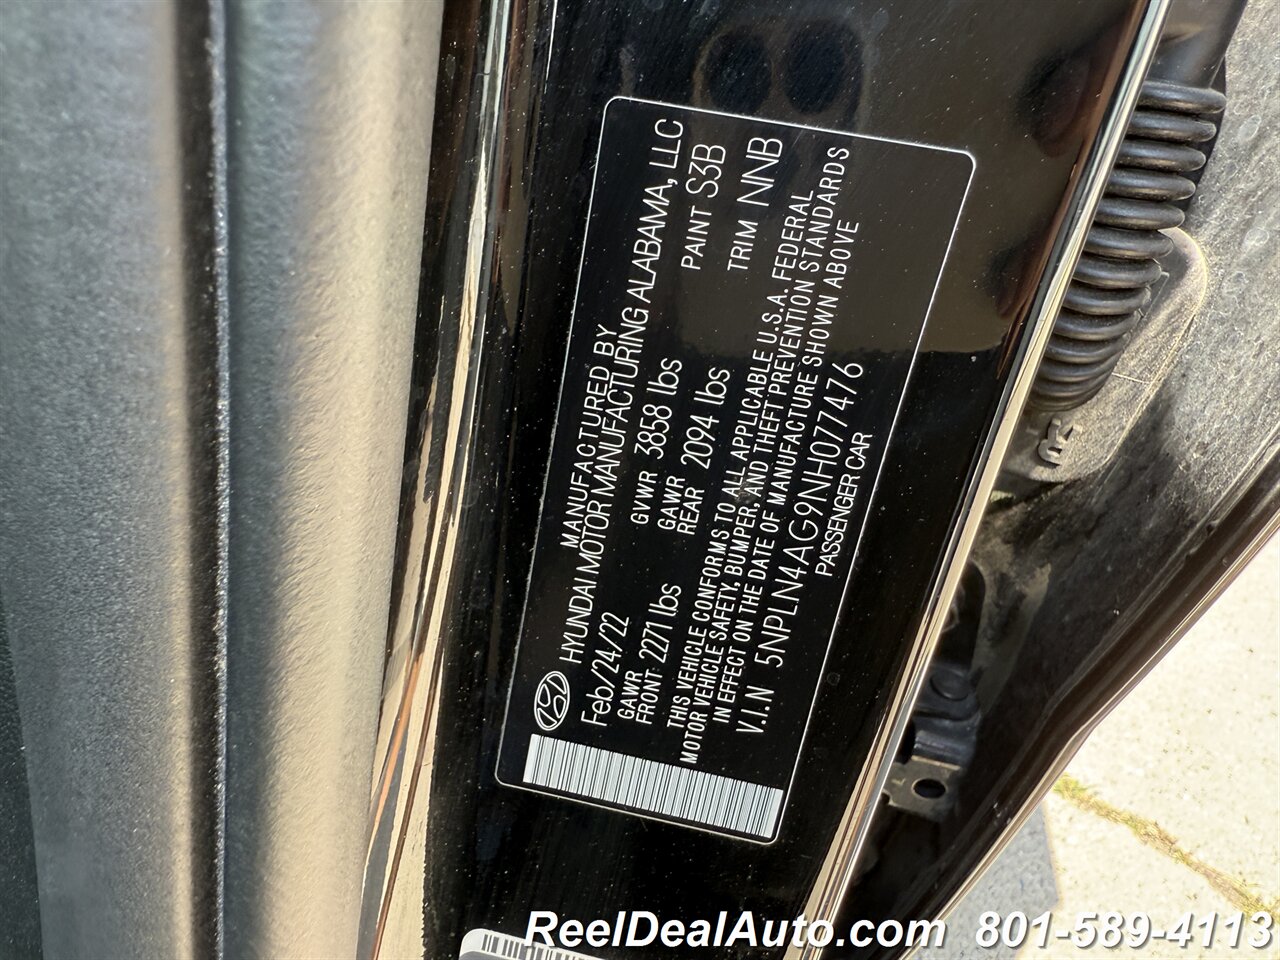 MANUFACTURED BY
HYUNDAI MOTOR MANUFACTURING ALABAMA, LLC
Feb/24/22 GVWR 3858 lbs PAINT S3B
GAWR FRONT: 2271 lbs GAWR REAR 2094 lbs TRIM NNB
THIS VEHICLE CONFORMS TO ALL APPLICABLE U.S.A. FEDERAL
MOTOR VEHICLE SAFETY, BUMPER, AND THEFT PREVENTION STANDARDS
IN EFFECT ON THE DATE OF MANUFACTURE SHOWN ABOVE
V.I.N 5NPLN4AG9NH077476
PASSENGER CAR
ReelDealAuto.com 801-589-4113